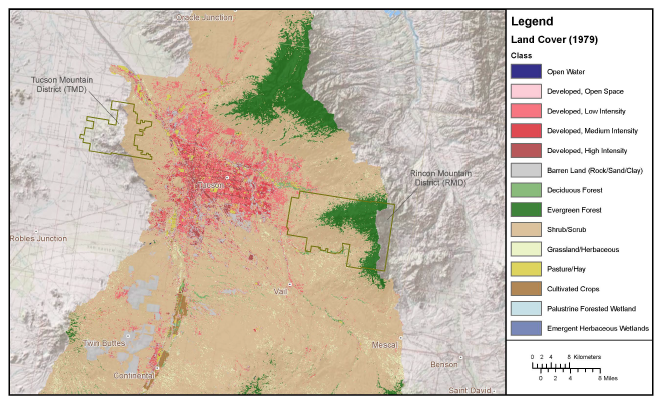 Oracle Junction
Tucson Mountain
District (TMD)
Tucson
Rincon Mountain
District (RMD)
Robles Junction
Vail
Twin Buttes
Mescal
Continental
Benson
Saint David
Legend
Land Cover (1979)
Class
Open Water
Developed, Open Space
Developed, Low Intensity
Developed, Medium Intensity
Developed, High Intensity
Barren Land (Rock/Sand/Clay)
Deciduous Forest
Evergreen Forest
Shrub/Scrub
Grassland/Herbaceous
Pasture/Hay
Cultivated Crops
Palustrine Forested Wetland
Emergent Herbaceous Wetlands
0 2 4 8 Kilometers
0 2 4 8 Miles